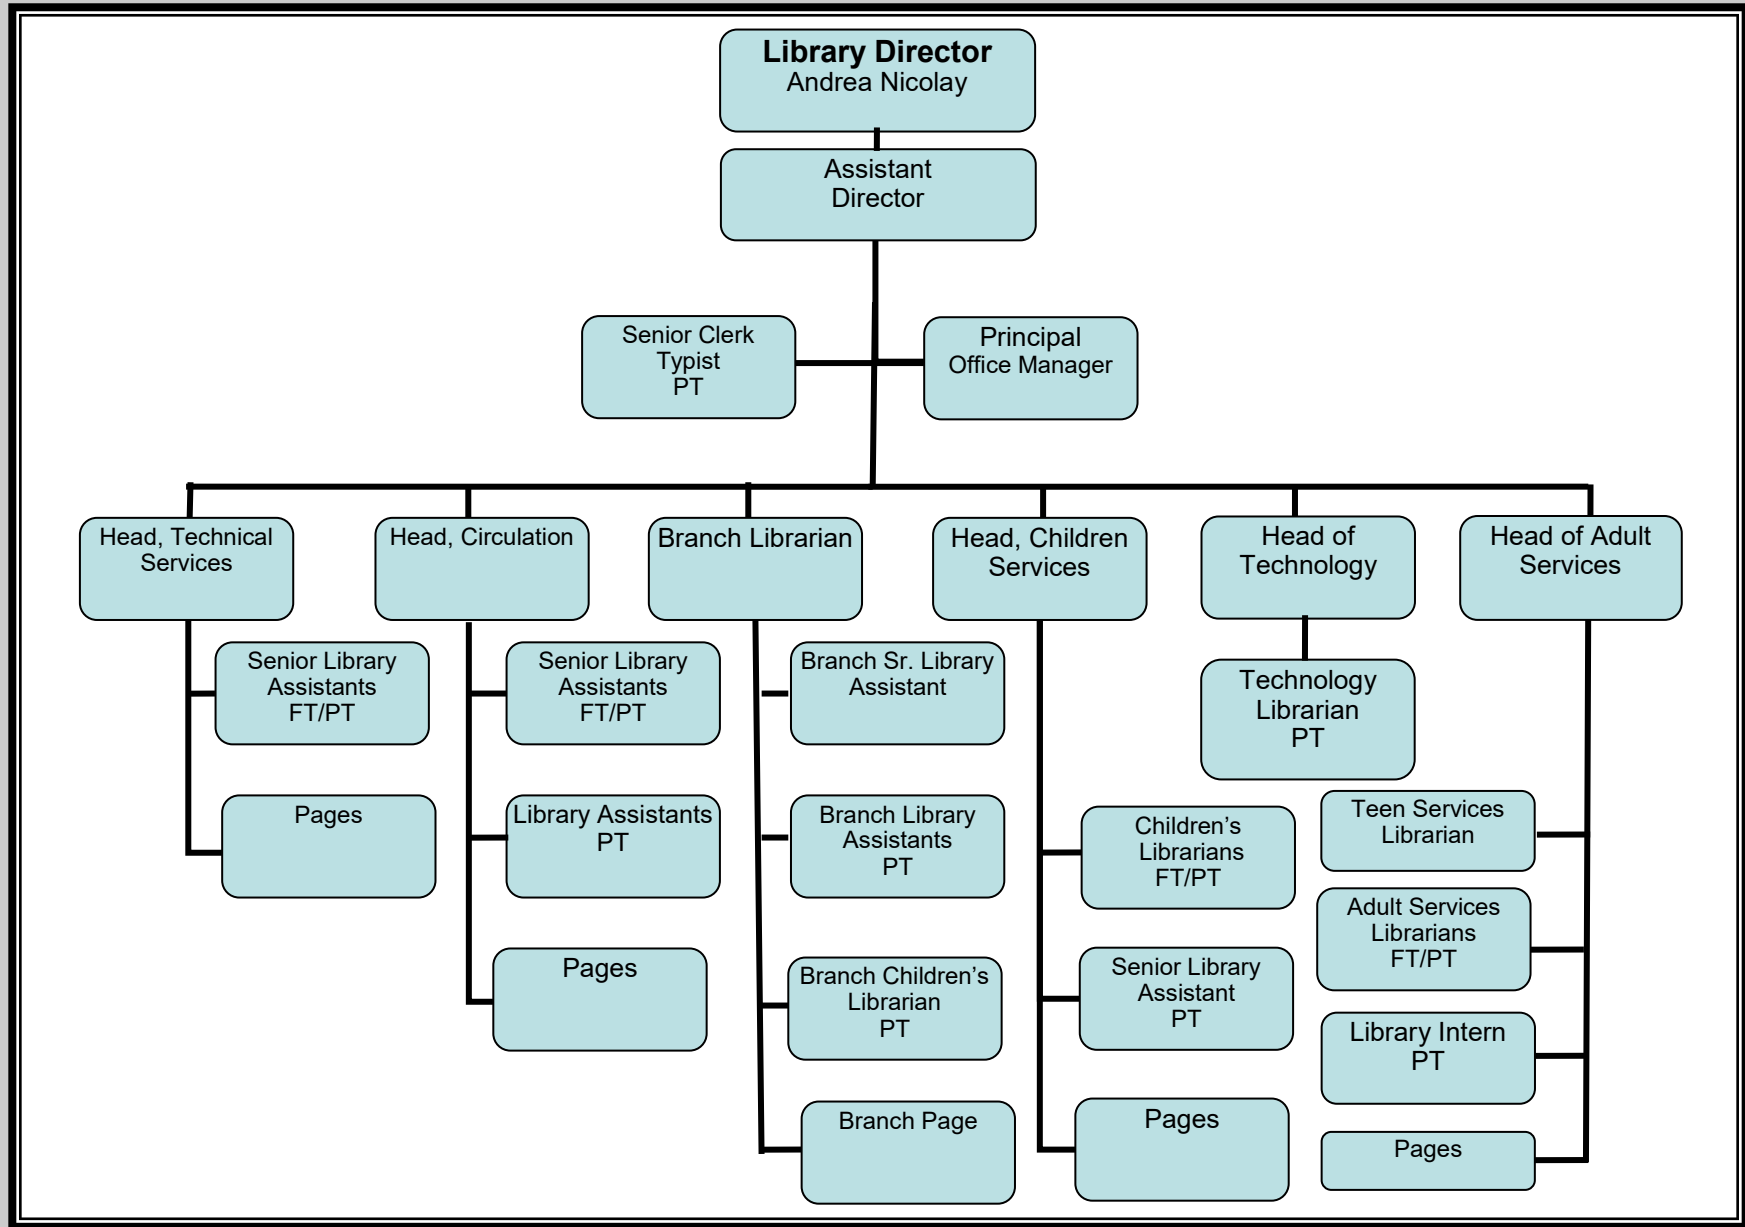 Library Director
Andrea Nicolay
Assistant
Director
Senior Clerk
Typist
PT
Principal
Office Manager
Head, Technical
Services
Head, Circulation
Branch Librarian
Head, Children
Services
Head of
Technology
Head of Adult
Services
Senior Library
Assistants
FT/PT
Pages
Senior Library
Assistants
FT/PT
Library Assistants
PT
Pages
Branch Sr. Library
Assistant
Branch Library
Assistants
PT
Branch Children’s
Librarian
PT
Branch Page
Children’s
Librarians
FT/PT
Senior Library
Assistant
PT
Pages
Technology
Librarian
PT
Teen Services
Librarian
Adult Services
Librarians
FT/PT
Library Intern
PT
Pages